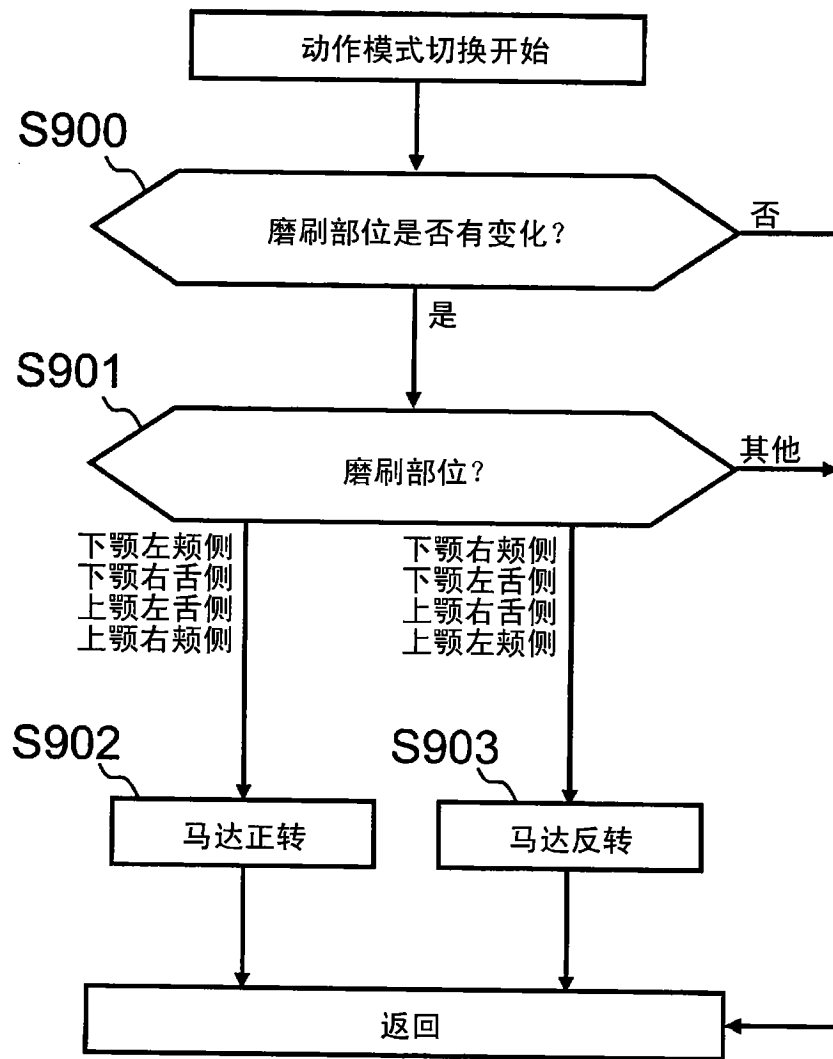 动作模式切换开始
S900
磨刷部位是否有变化？
否
是
S901
磨刷部位？
其他
下颚左颊侧
下颚右舌侧
上颚左舌侧
上颚右颊侧
下颚右颊侧
下颚左舌侧
上颚右舌侧
上颚左颊侧
S902
马达正转
S903
马达反转
返回